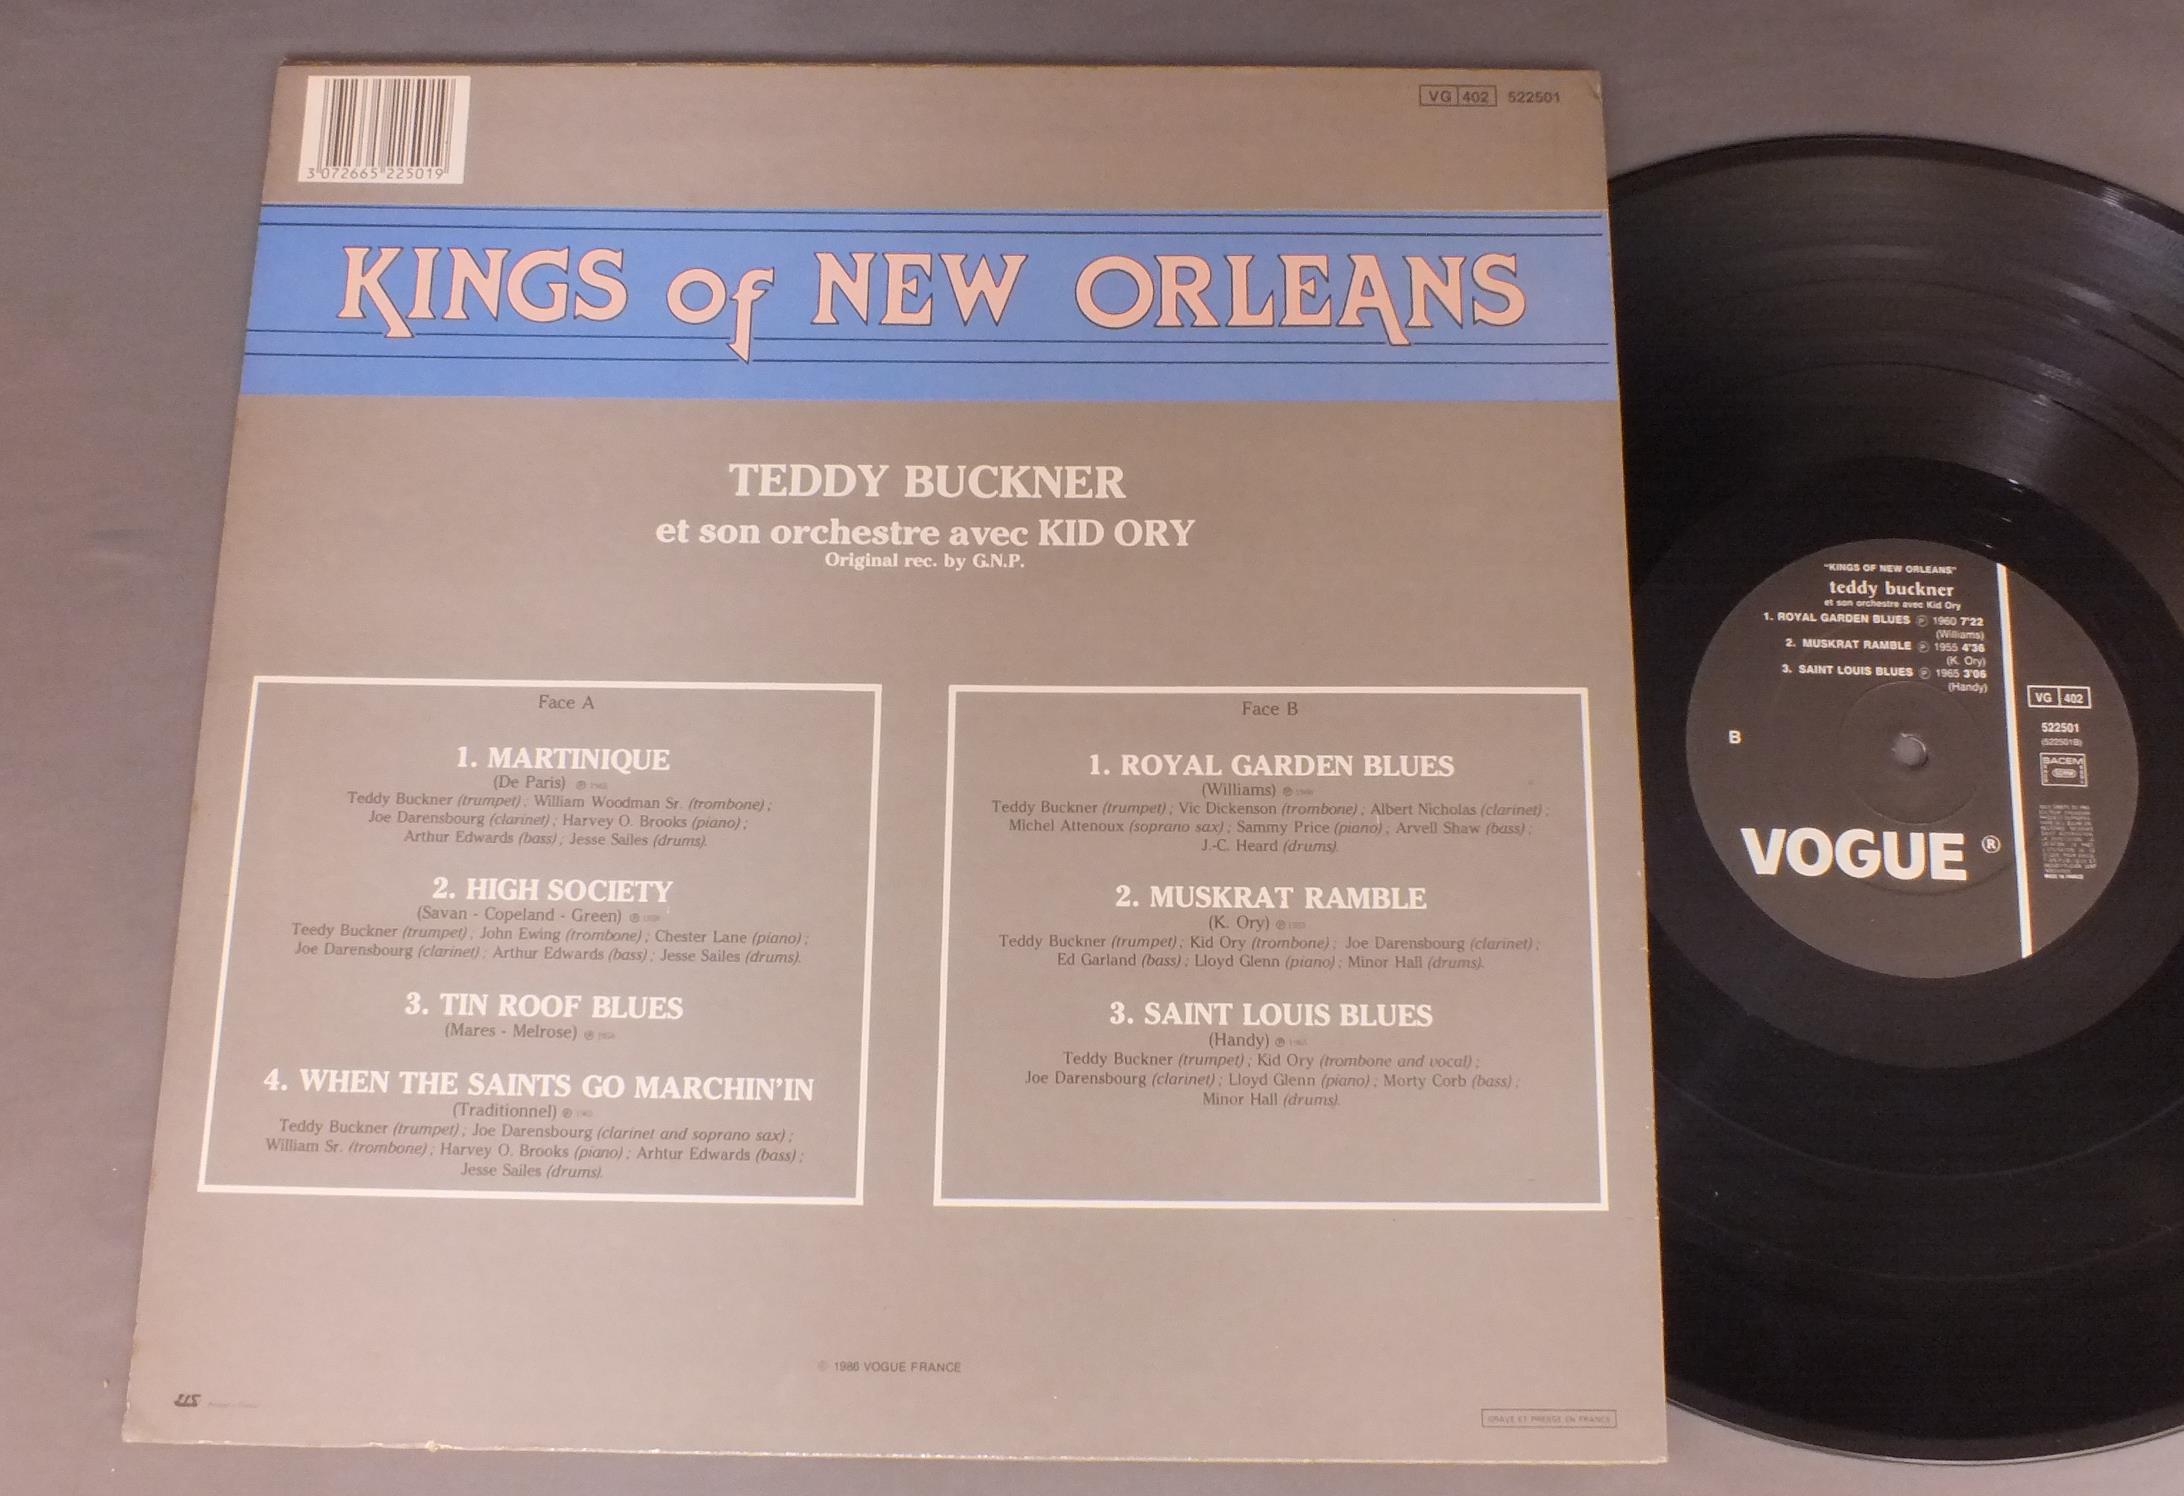 3 072665 225019
VG 402 522501
KINGS of NEW ORLEANS
TEDDY BUCKNER
et son orchestre avec KID ORY
Original rec. by G.N.P.
Face A
1. MARTINIQUE
(De Paris) ℗
Teddy Buckner (trumpet) ; William Woodman Sr. (trombone) ;
Joe Darensbourg (clarinet) ; Harvey O. Brooks (piano) ;
Arthur Edwards (bass) ; Jesse Sailes (drums).
2. HIGH SOCIETY
(Savan - Copeland - Green) ℗
Teedy Buckner (trumpet) ; John Ewing (trombone) ; Chester Lane (piano) ;
Joe Darensbourg (clarinet) ; Arthur Edwards (bass) ; Jesse Sailes (drums).
3. TIN ROOF BLUES
(Mares - Melrose) ℗
4. WHEN THE SAINTS GO MARCHIN'IN
(Traditionnel) ℗
Teddy Buckner (trumpet) ; Joe Darensbourg (clarinet and soprano sax) ;
William Sr. (trombone) ; Harvey O. Brooks (piano) ; Arhtur Edwards (bass) ;
Jesse Sailes (drums).
Face B
1. ROYAL GARDEN BLUES
(Williams) ℗
Teddy Buckner (trumpet) ; Vic Dickenson (trombone) ; Albert Nicholas (clarinet) ;
Michel Attenoux (soprano sax) ; Sammy Price (piano) ; Arvell Shaw (bass) ;
J.-C. Heard (drums).
2. MUSKRAT RAMBLE
(K. Ory) ℗
Teddy Buckner (trumpet) ; Kid Ory (trombone) ; Joe Darensbourg (clarinet) ;
Ed Garland (bass) ; Lloyd Glenn (piano) ; Minor Hall (drums).
3. SAINT LOUIS BLUES
(Handy) ℗
Teddy Buckner (trumpet) ; Kid Ory (trombone and vocal) ;
Joe Darensbourg (clarinet) ; Lloyd Glenn (piano) ; Morty Corb (bass) ;
Minor Hall (drums).
© 1986 VOGUE FRANCE
GRAVE ET PRESSE EN FRANCE
"KINGS OF NEW ORLEANS"
teddy buckner
et son orchestre avec Kid Ory
1. ROYAL GARDEN BLUES ℗ 1960 7'22
(Williams)
2. MUSKRAT RAMBLE ℗ 1955 4'36
(K. Ory)
3. SAINT LOUIS BLUES ℗ 1965 3'06
(Handy)
B
VG 402
522501
(522501B)
SACEM
VOGUE ®
MADE IN FRANCE